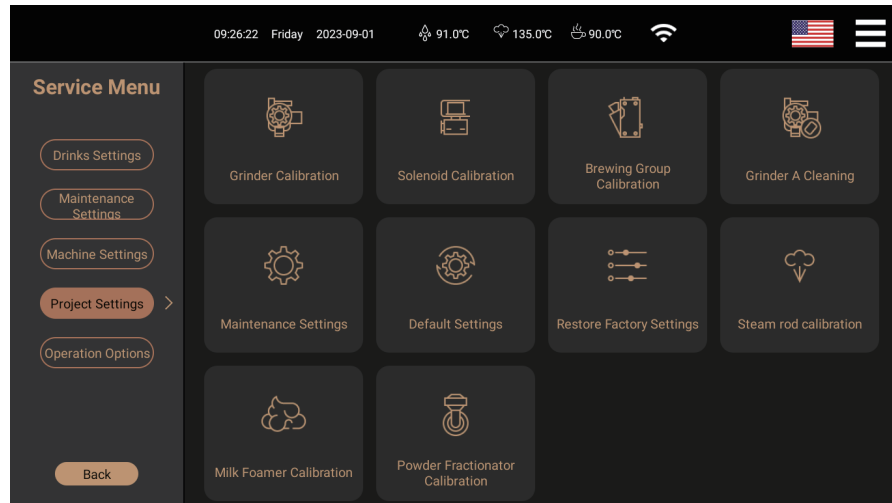 09:26:22 Friday 2023-09-01 91.0℃ 135.0℃ 90.0℃
Service Menu
Drinks Settings
Maintenance
Settings
Machine Settings
Project Settings
Operation Options
Back
Grinder Calibration
Solenoid Calibration
Brewing Group
Calibration
Grinder A Cleaning
Maintenance Settings
Default Settings
Restore Factory Settings
Steam rod calibration
Milk Foamer Calibration
Powder Fractionator
Calibration